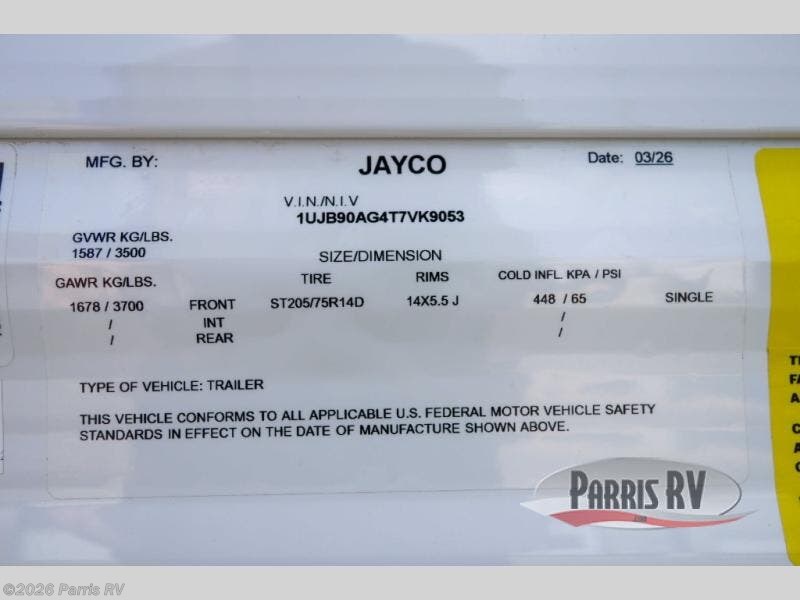 MFG. BY: JAYCO Date: 03/26
V.I.N./N.I.V
1UJB90AG4T7VK9053
GVWR KG/LBS.
1587 / 3500
SIZE/DIMENSION
GAWR KG/LBS. TIRE RIMS COLD INFL. KPA / PSI
1678 / 3700 FRONT ST205/75R14D 14X5.5 J 448 / 65 SINGLE
/ INT /
/ REAR /
TYPE OF VEHICLE: TRAILER
THIS VEHICLE CONFORMS TO ALL APPLICABLE U.S. FEDERAL MOTOR VEHICLE SAFETY
STANDARDS IN EFFECT ON THE DATE OF MANUFACTURE SHOWN ABOVE.
PARRIS RV
©2026 Parris RV